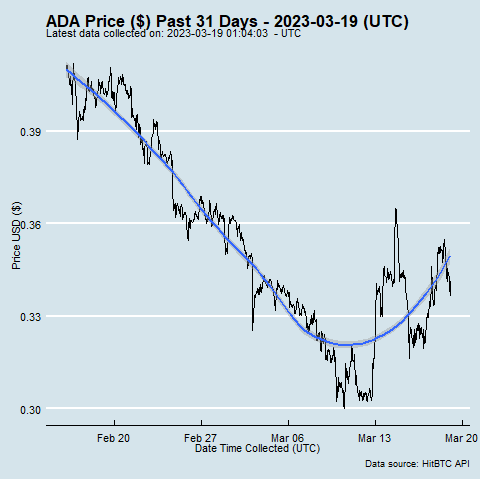 ADA Price ($) Past 31 Days - 2023-03-19 (UTC)
Latest data collected on: 2023-03-19 01:04:03 - UTC
0.39
0.36
0.33
0.30
Price USD ($)
Feb 20
Feb 27
Mar 06
Mar 13
Mar 20
Date Time Collected (UTC)
Data source: HitBTC API